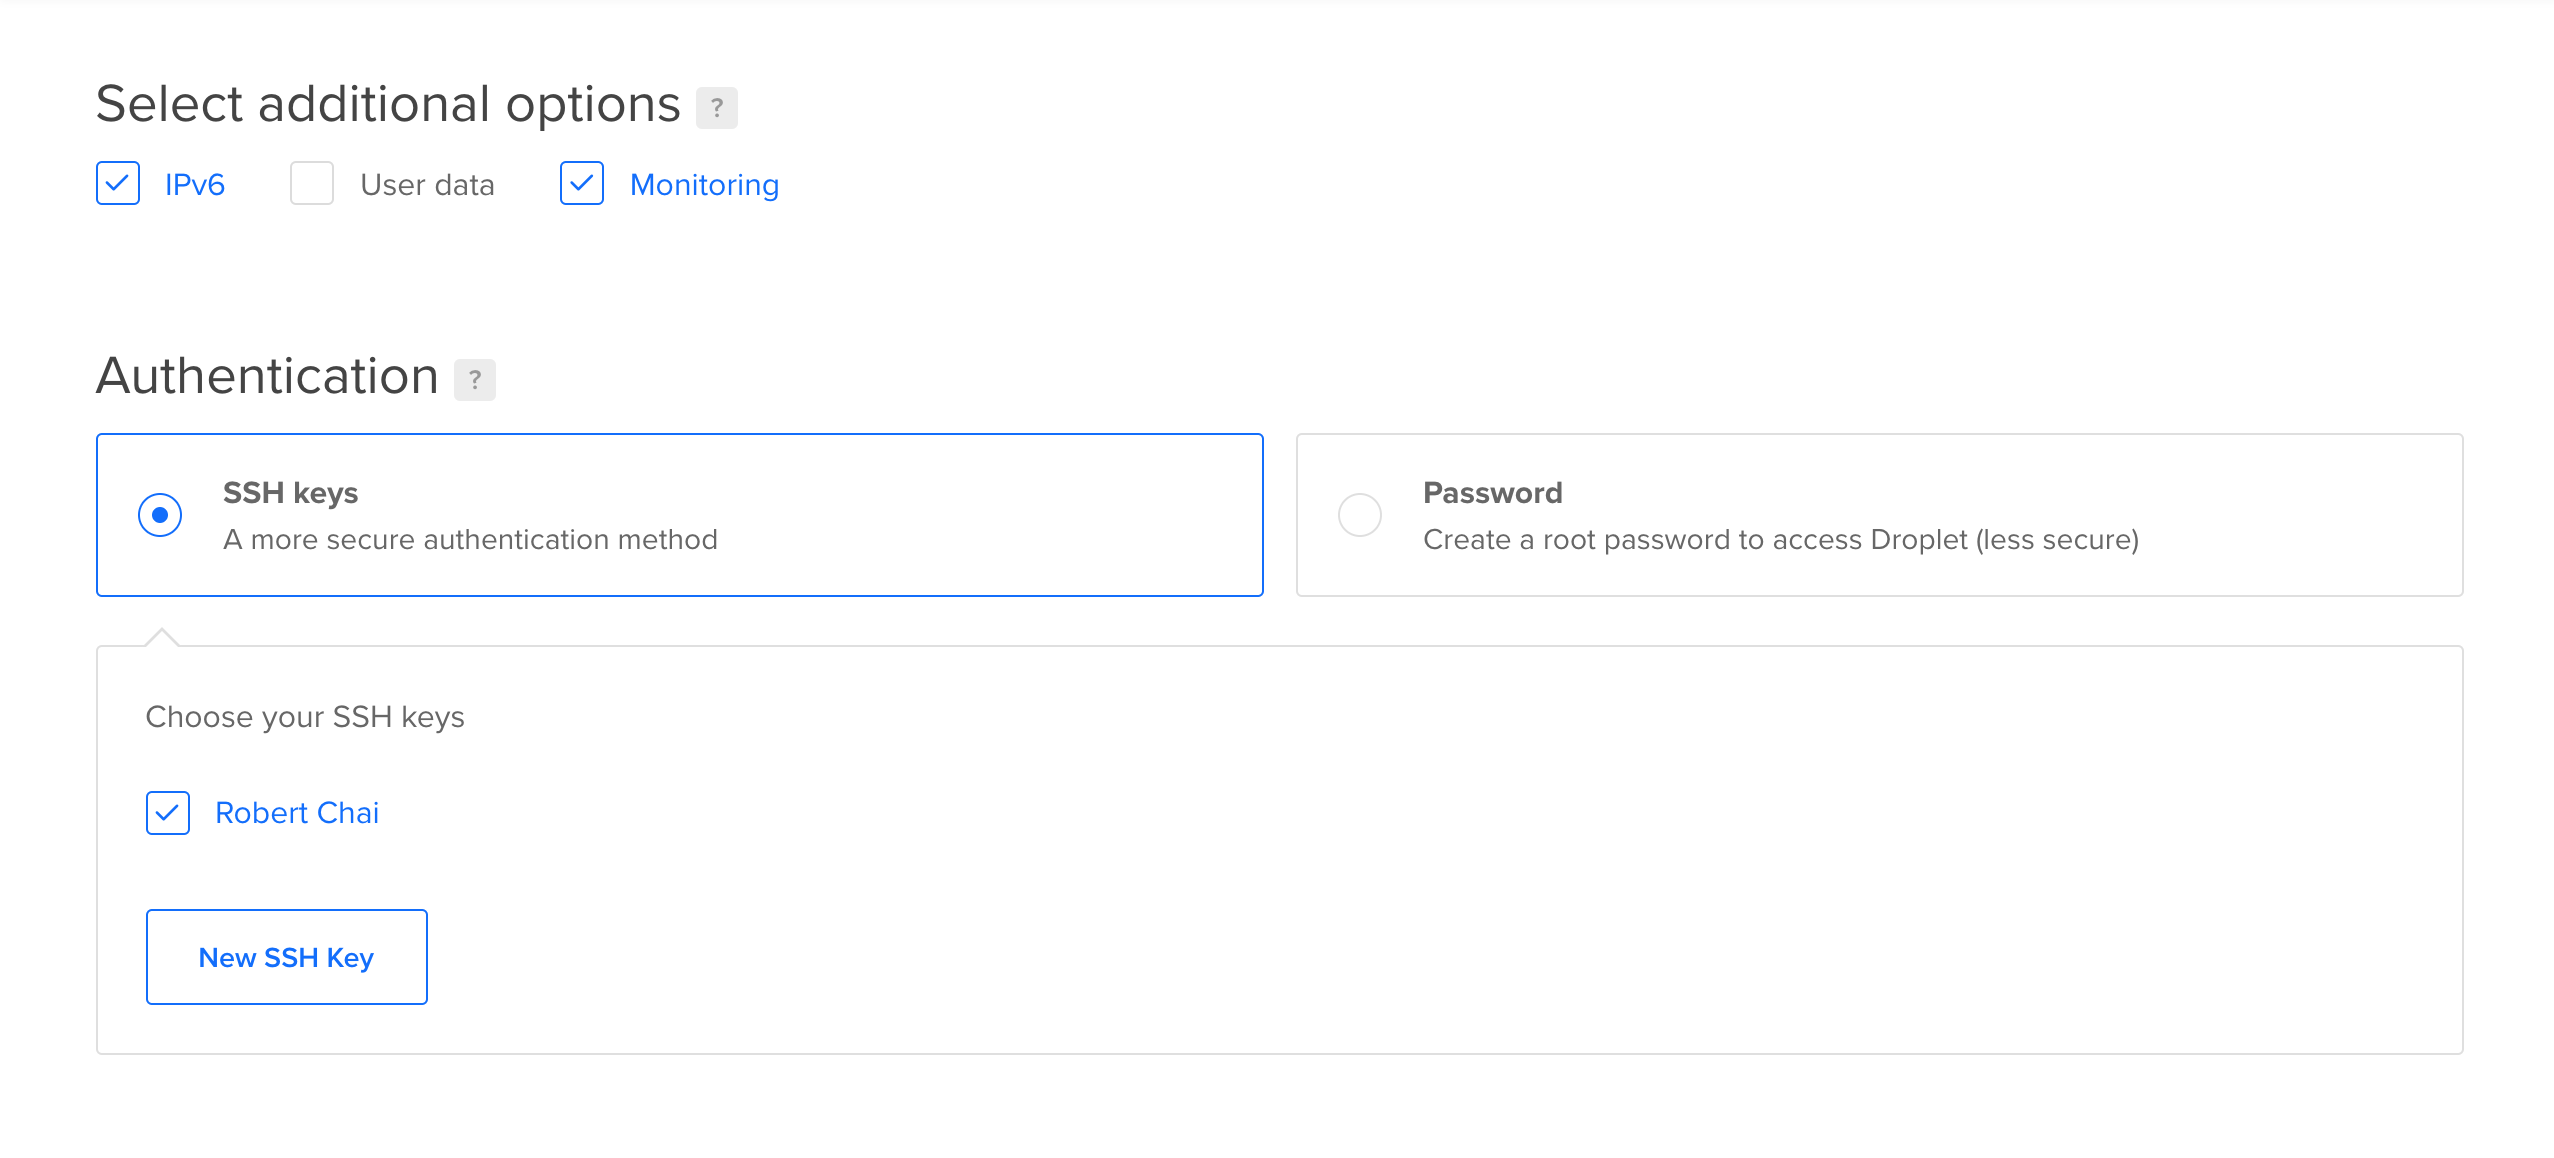 Select additional options ?
IPv6 User data Monitoring
Authentication ?
SSH keys
A more secure authentication method
Password
Create a root password to access Droplet (less secure)
Choose your SSH keys
Robert Chai
New SSH Key